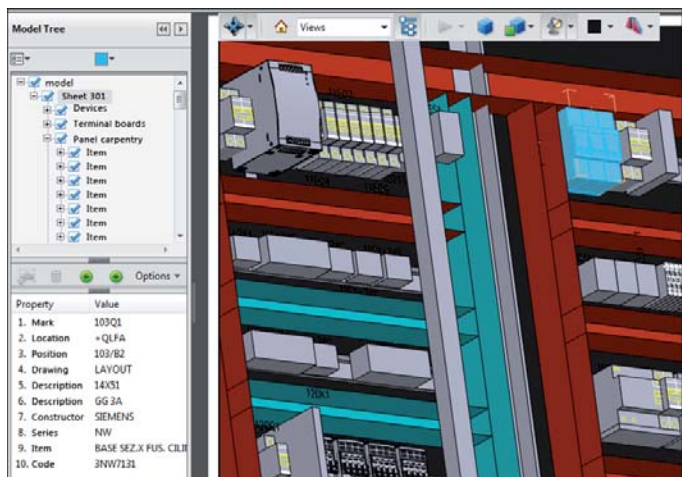 Model Tree
Views
model
Sheet 301
Devices
Terminal boards
Panel carpentry
Item
Item
Item
Item
Item
Item
Item
Options
Property Value
1. Mark 103Q1
2. Location +QLFA
3. Position 103/B2
4. Drawing LAYOUT
5. Description 14X51
6. Description GG 3A
7. Constructor SIEMENS
8. Series NW
9. Item BASE SEZ.X FUS. CILI
10. Code 3NW7131
120X1